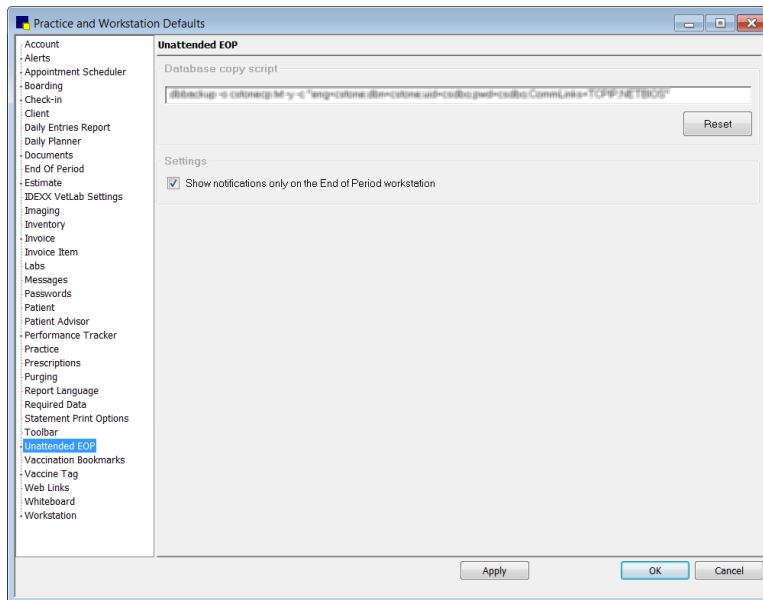 Practice and Workstation Defaults
Account
Alerts
Appointment Scheduler
Boarding
Check-in
Client
Daily Entries Report
Daily Planner
Documents
End Of Period
Estimate
IDEXX VetLab Settings
Imaging
Inventory
Invoice
Invoice Item
Labs
Messages
Passwords
Patient
Patient Advisor
Performance Tracker
Practice
Prescriptions
Purging
Report Language
Required Data
Statement Print Options
Toolbar
Unattended EOP
Vaccination Bookmarks
Vaccine Tag
Web Links
Whiteboard
Workstation
Unattended EOP
Database copy script
Reset
Settings
Show notifications only on the End of Period workstation
Apply
OK
Cancel